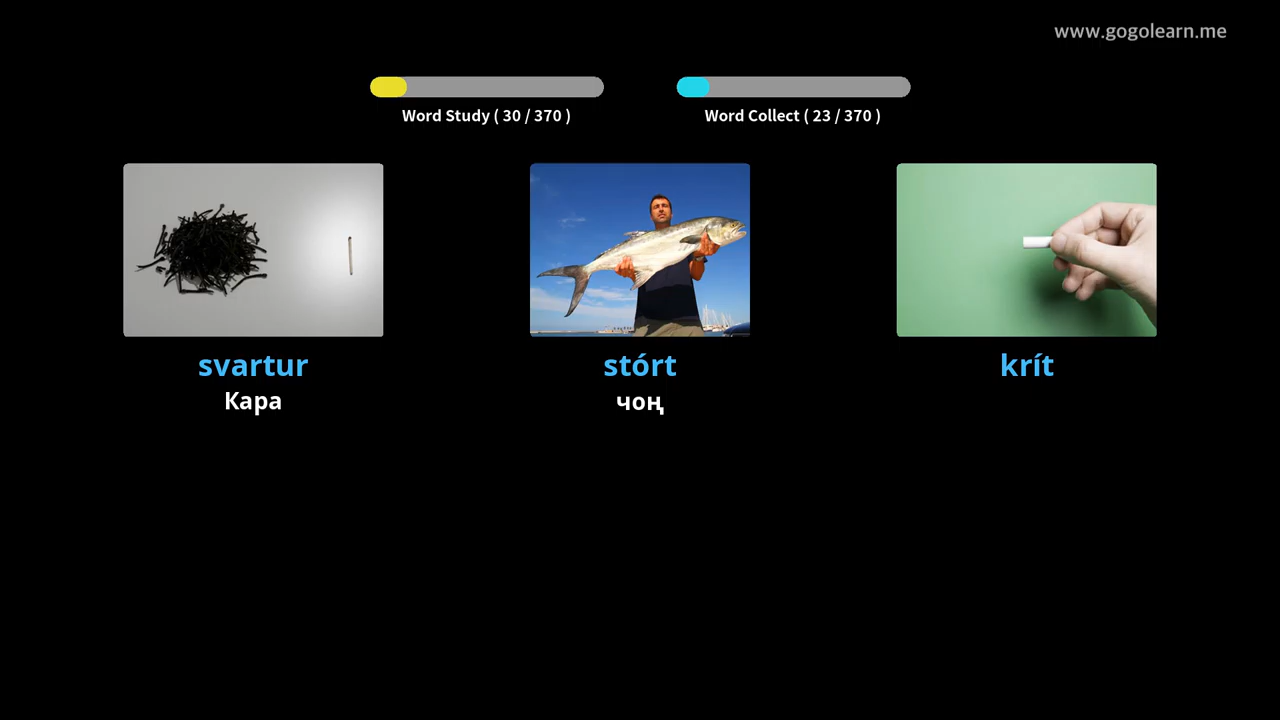 www.gogolearn.me
Word Study ( 30 / 370 )
Word Collect ( 23 / 370 )
svartur
stórt
krít
Кара
чоң